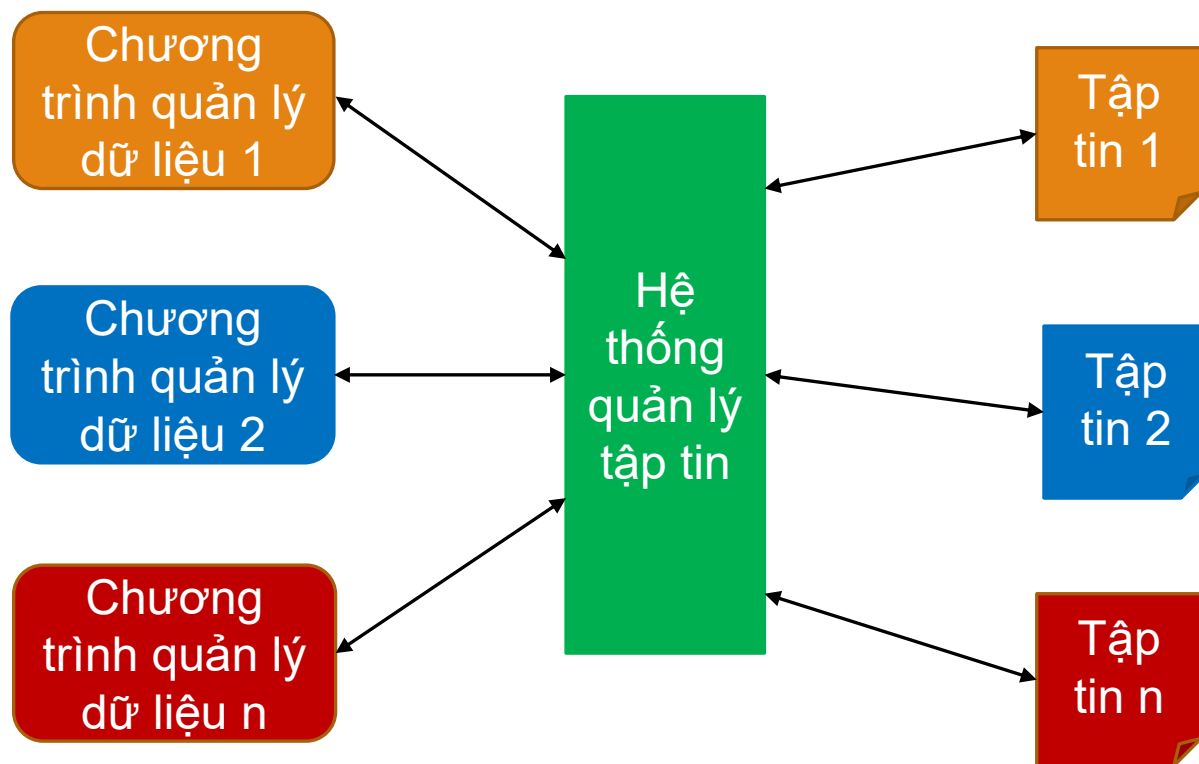 Chương
trình quản lý
dữ liệu 1
Chương
trình quản lý
dữ liệu 2
Chương
trình quản lý
dữ liệu n
Hệ
thống
quản lý
tập tin
Tập
tin 1
Tập
tin 2
Tập
tin n